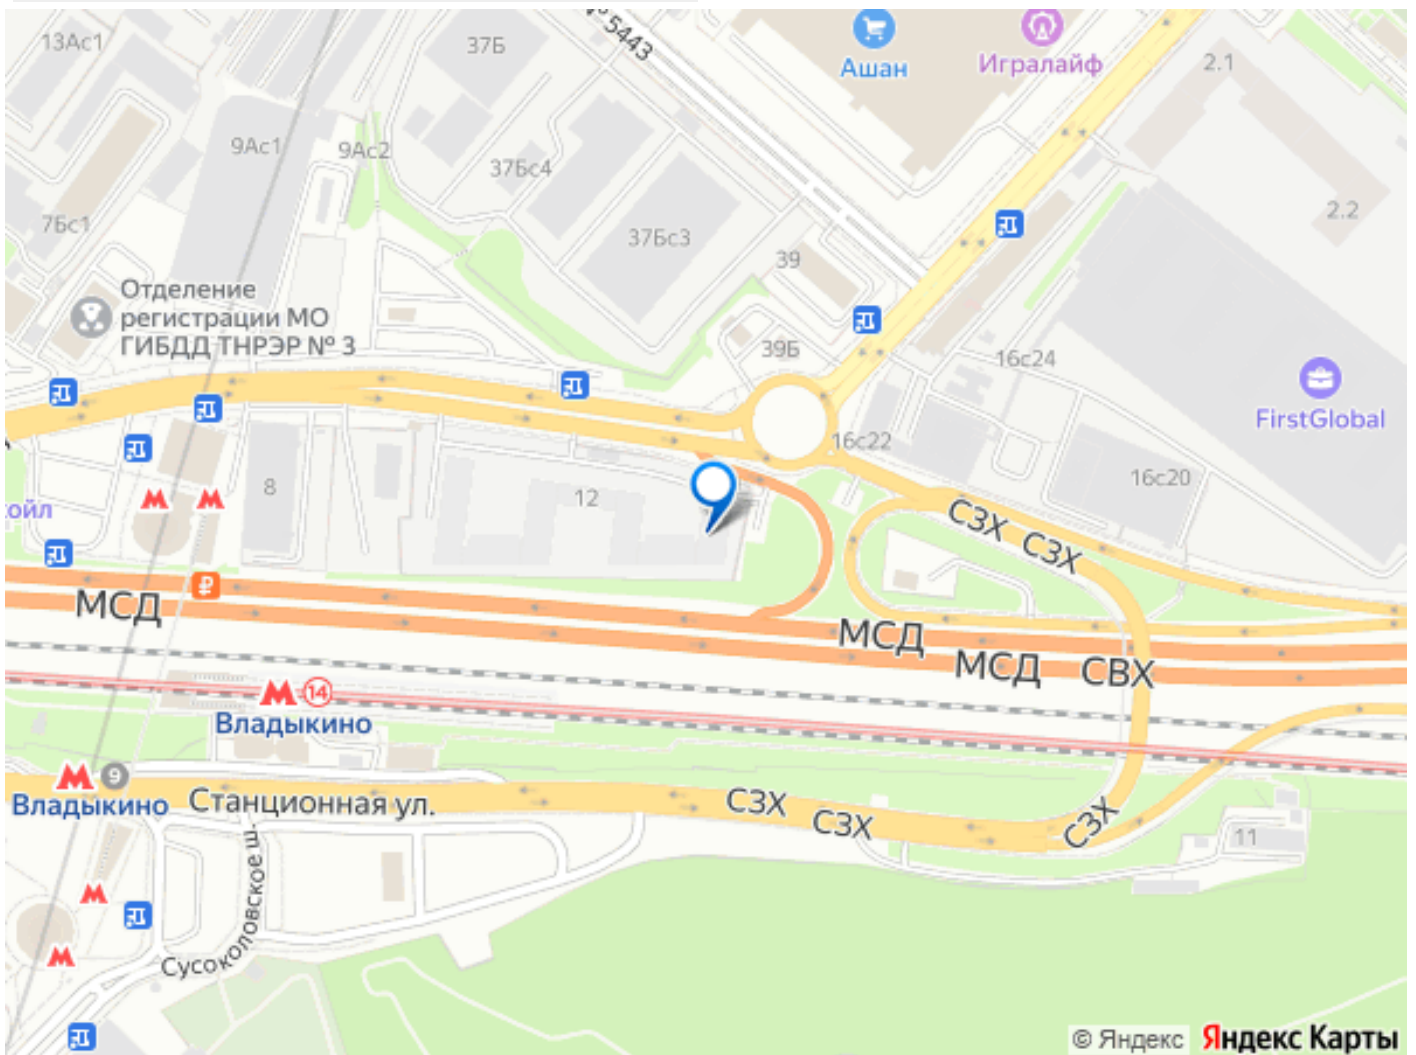 13Ас1
37Б
№ 5443
Ашан
Игралайф
2.1
9Ас1
9Ас2
37Бс4
2.2
7Бс1
37Бс3
39
Отделение
регистрации МО
ГИБДД ТНРЭР № 3
39Б
16с24
FirstGlobal
16с22
8
12
16с20
ойл
СЗХ
СЗХ
МСД
МСД
МСД
СВХ
14
Владыкино
9
Владыкино
Станционная ул.
СЗХ
СЗХ
СЗХ
11
Сусоколовское ш.
© Яндекс
Яндекс Карты